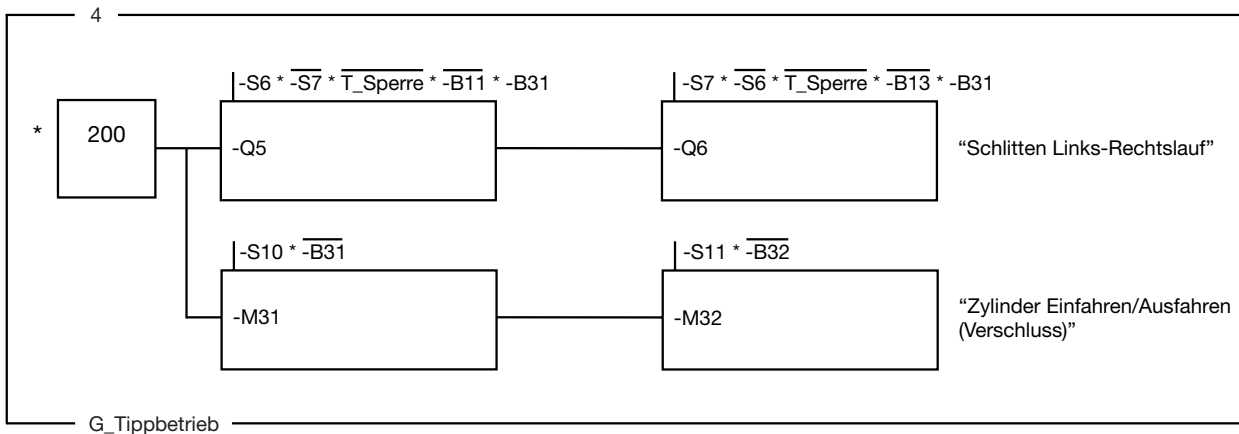 4
-S6 * -S7̅ * T_Sperre̅ * -B11̅ * -B31
-S7 * -S6̅ * T_Sperre̅ * -B13̅ * -B31
*
200
-Q5
-Q6
“Schlitten Links-Rechtslauf”
-S10 * -B31̅
-S11 * -B32̅
-M31
-M32
“Zylinder Einfahren/Ausfahren
(Verschluss)”
G_Tippbetrieb